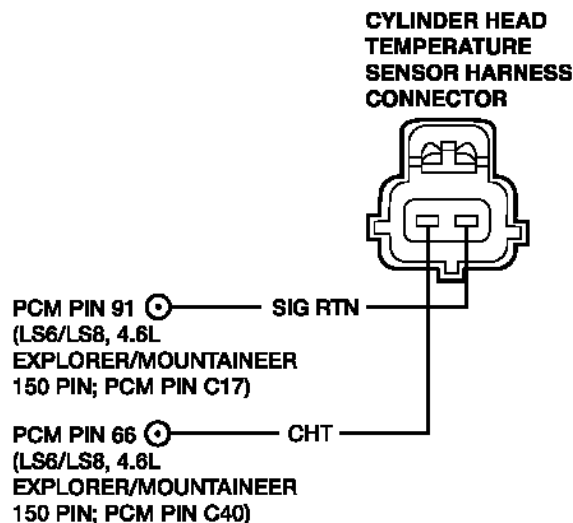 CYLINDER HEAD
TEMPERATURE
SENSOR HARNESS
CONNECTOR
PCM PIN 91
SIG RTN
(LS6/LS8, 4.6L
EXPLORER/MOUNTAINEER
150 PIN; PCM PIN C17)
PCM PIN 66
CHT
(LS6/LS8, 4.6L
EXPLORER/MOUNTAINEER
150 PIN; PCM PIN C40)